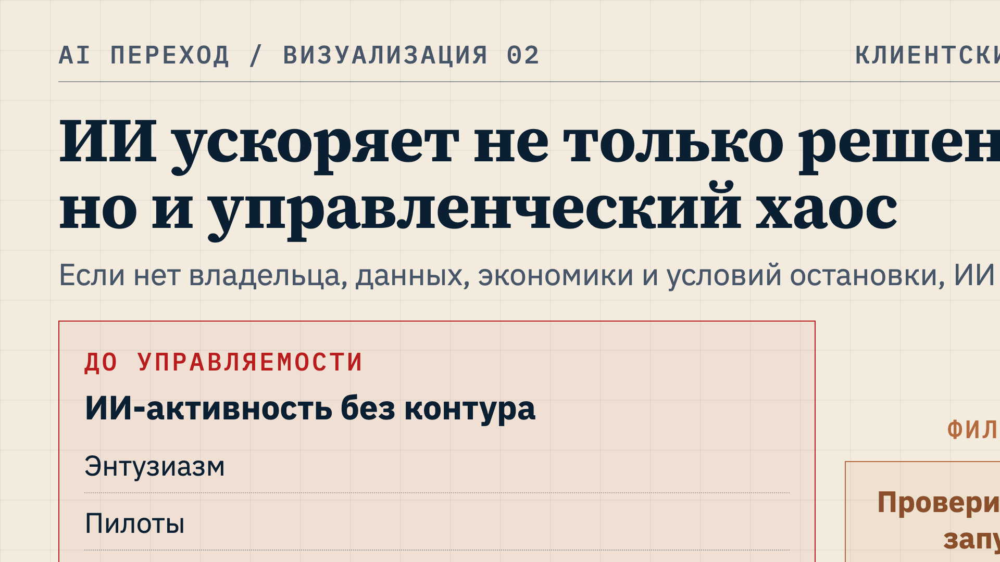 AI ПЕРЕХОД / ВИЗУАЛИЗАЦИЯ 02
ИИ ускоряет не только
но и управленческий хаос
Если нет владельца, данных, экономики и условий остановки, ИИ
ДО УПРАВЛЯЕМОСТИ
ИИ-активность без контура
Энтузиазм
Пилоты